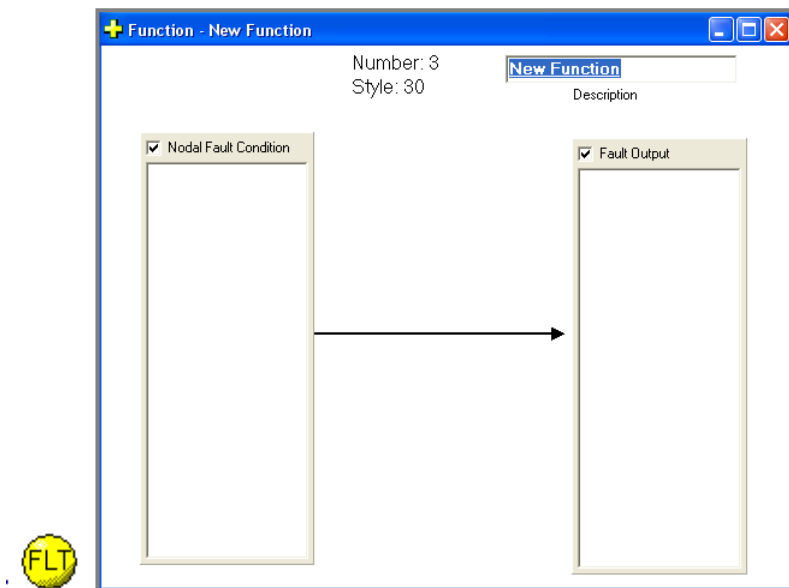 Function - New Function
Number: 3
Style: 30
New Function
Description
Nodal Fault Condition
Fault Output
FLT